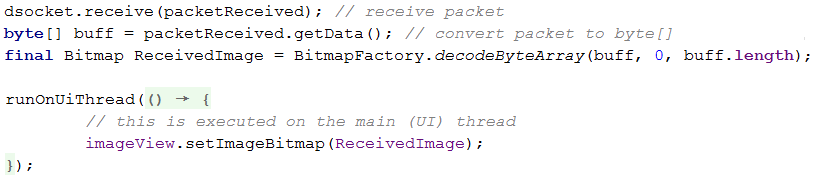 dsocket.receive(packetReceived); // receive packet
byte[] buff = packetReceived.getData(); // convert packet to byte[]
final Bitmap ReceivedImage = BitmapFactory.decodeByteArray(buff, 0, buff.length);
runOnUiThread(() → {
// this is executed on the main (UI) thread
imageView.setImageBitmap(ReceivedImage);
});